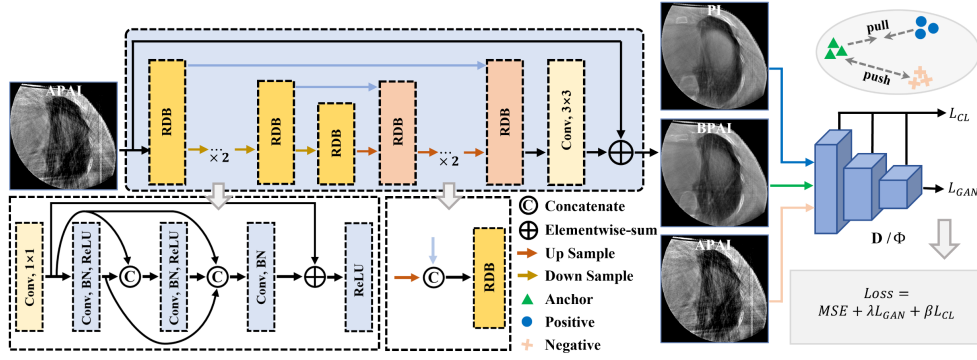 APAI
RDB
... × 2
RDB
RDB
RDB
... × 2
RDB
Conv, 3×3
PI
BPAI
APAI
pull
push
L_CL
L_GAN
D / Φ
Loss =
MSE + λL_GAN + βL_CL
Conv, 1×1
Conv, BN, ReLU
C
Conv, BN, ReLU
C
Conv, BN
ReLU
C
RDB
C Concatenate
Elementwise-sum
Up Sample
Down Sample
Anchor
Positive
Negative